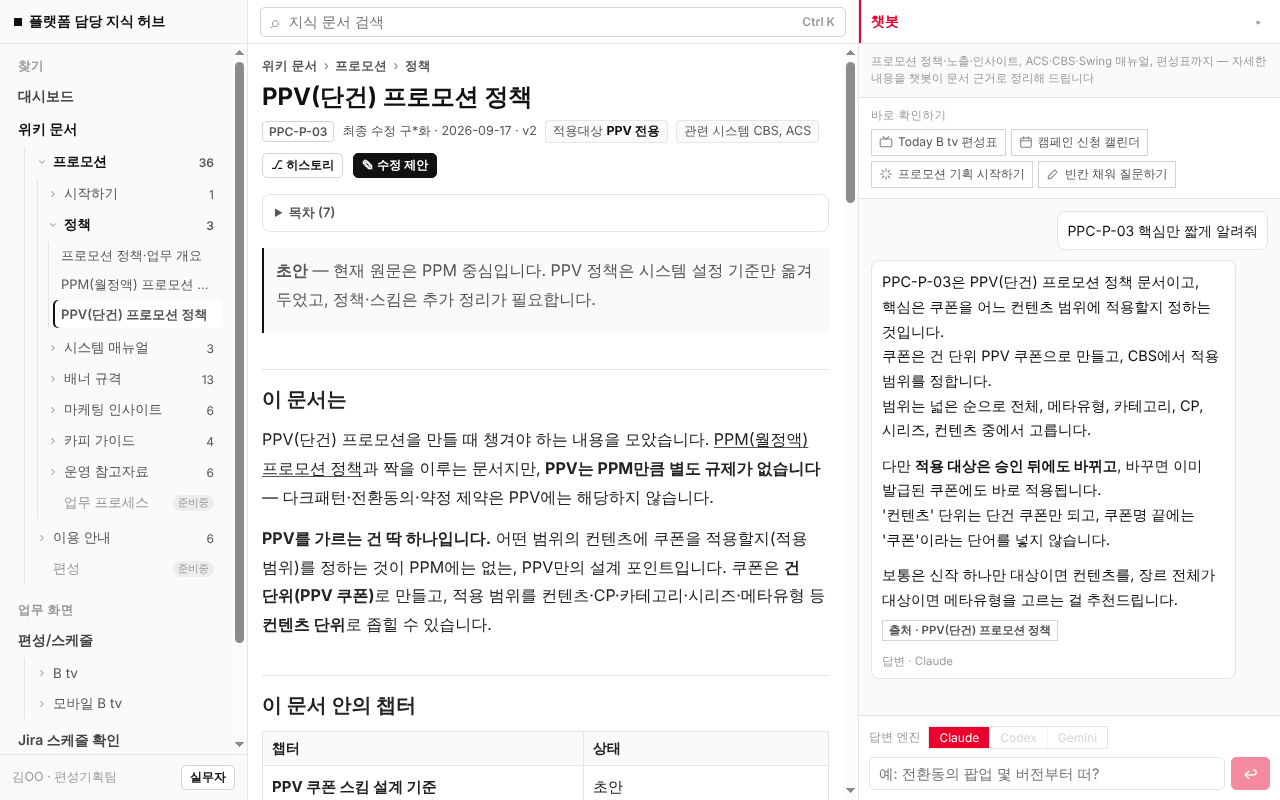 플랫폼 담당 지식 허브
찾기
대시보드
위키 문서
프로모션 36
시작하기 1
정책 3
프로모션 정책·업무 개요
PPM(월정액) 프로모션 ...
PPV(단건) 프로모션 정책
시스템 매뉴얼 3
배너 규격 13
마케팅 인사이트 6
카피 가이드 4
운영 참고자료 6
업무 프로세스 준비중
이용 안내 6
편성 준비중
업무 화면
편성/스케줄
B tv
모바일 B tv
Jira 스케줄 확인
김OO · 편성기획팀 실무자
지식 문서 검색 Ctrl K
위키 문서 › 프로모션 › 정책
PPV(단건) 프로모션 정책
PPC-P-03 최종 수정 구*화 · 2026-09-17 · v2 적용대상 PPV 전용 관련 시스템 CBS, ACS
⎇ 히스토리 ✎ 수정 제안
▶ 목차 (7)
초안 — 현재 원문은 PPM 중심입니다. PPV 정책은 시스템 설정 기준만 옮겨
두었고, 정책·스킴은 추가 정리가 필요합니다.
이 문서는
PPV(단건) 프로모션을 만들 때 챙겨야 하는 내용을 모았습니다. PPM(월정액)
프로모션 정책과 짝을 이루는 문서지만, PPV는 PPM만큼 별도 규제가 없습니다
— 다크패턴·전환동의·약정 제약은 PPV에는 해당하지 않습니다.
PPV를 가르는 건 딱 하나입니다. 어떤 범위의 컨텐츠에 쿠폰을 적용할지(적용
범위)를 정하는 것이 PPM에는 없는, PPV만의 설계 포인트입니다. 쿠폰은 건
단위(PPV 쿠폰)로 만들고, 적용 범위를 컨텐츠·CP·카테고리·시리즈·메타유형 등
컨텐츠 단위로 좁힐 수 있습니다.
이 문서 안의 챕터
챕터 상태
PPV 쿠폰 스킴 설계 기준 초안
챗봇
프로모션 정책·노출·인사이트, ACS·CBS·Swing 매뉴얼, 편성표까지 — 자세한
내용을 챗봇이 문서 근거로 정리해 드립니다
바로 확인하기
Today B tv 편성표 캠페인 신청 캘린더
프로모션 기획 시작하기 빈칸 채워 질문하기
PPC-P-03 핵심만 짧게 알려줘
PPC-P-03은 PPV(단건) 프로모션 정책 문서이고,
핵심은 쿠폰을 어느 컨텐츠 범위에 적용할지 정하는
것입니다.
쿠폰은 건 단위 PPV 쿠폰으로 만들고, CBS에서 적용
범위를 정합니다.
범위는 넓은 순으로 전체, 메타유형, 카테고리, CP,
시리즈, 컨텐츠 중에서 고릅니다.
다만 적용 대상은 승인 뒤에도 바뀌고, 바꾸면 이미
발급된 쿠폰에도 바로 적용됩니다.
'컨텐츠' 단위는 단건 쿠폰만 되고, 쿠폰명 끝에는
'쿠폰'이라는 단어를 넣지 않습니다.
보통은 신작 하나만 대상이면 컨텐츠를, 장르 전체가
대상이면 메타유형을 고르는 걸 추천드립니다.
출처 · PPV(단건) 프로모션 정책
답변 · Claude
답변 엔진 Claude Codex Gemini
예: 전환동의 팝업 몇 버전부터 떠?